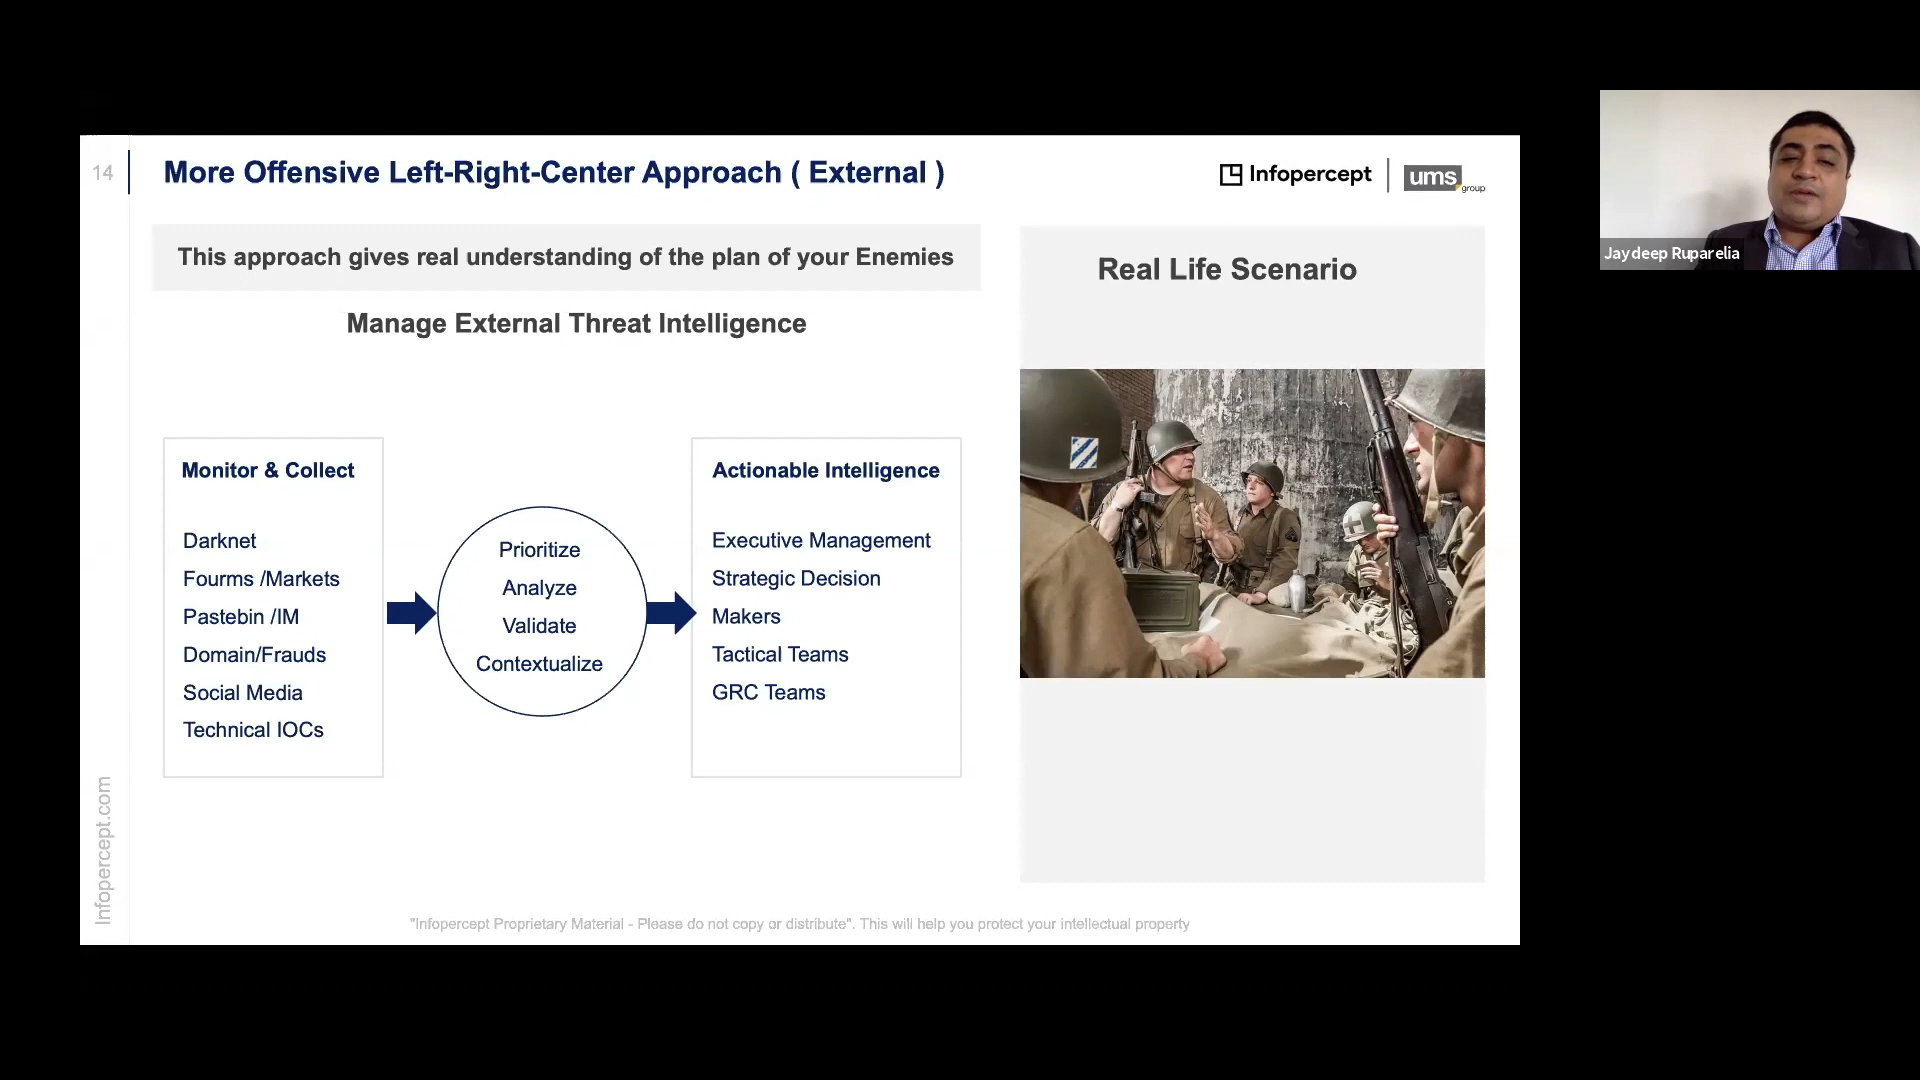 14
More Offensive Left-Right-Center Approach ( External )
Infopercept
ums
group
This approach gives real understanding of the plan of your Enemies
Manage External Threat Intelligence
Monitor & Collect
Darknet
Fourms /Markets
Pastebin /IM
Domain/Frauds
Social Media
Technical IOCs
Prioritize
Analyze
Validate
Contextualize
Actionable Intelligence
Executive Management
Strategic Decision
Makers
Tactical Teams
GRC Teams
Real Life Scenario
Infopercept.com
"Infopercept Proprietary Material - Please do not copy or distribute". This will help you protect your intellectual property
Jaydeep Ruparelia